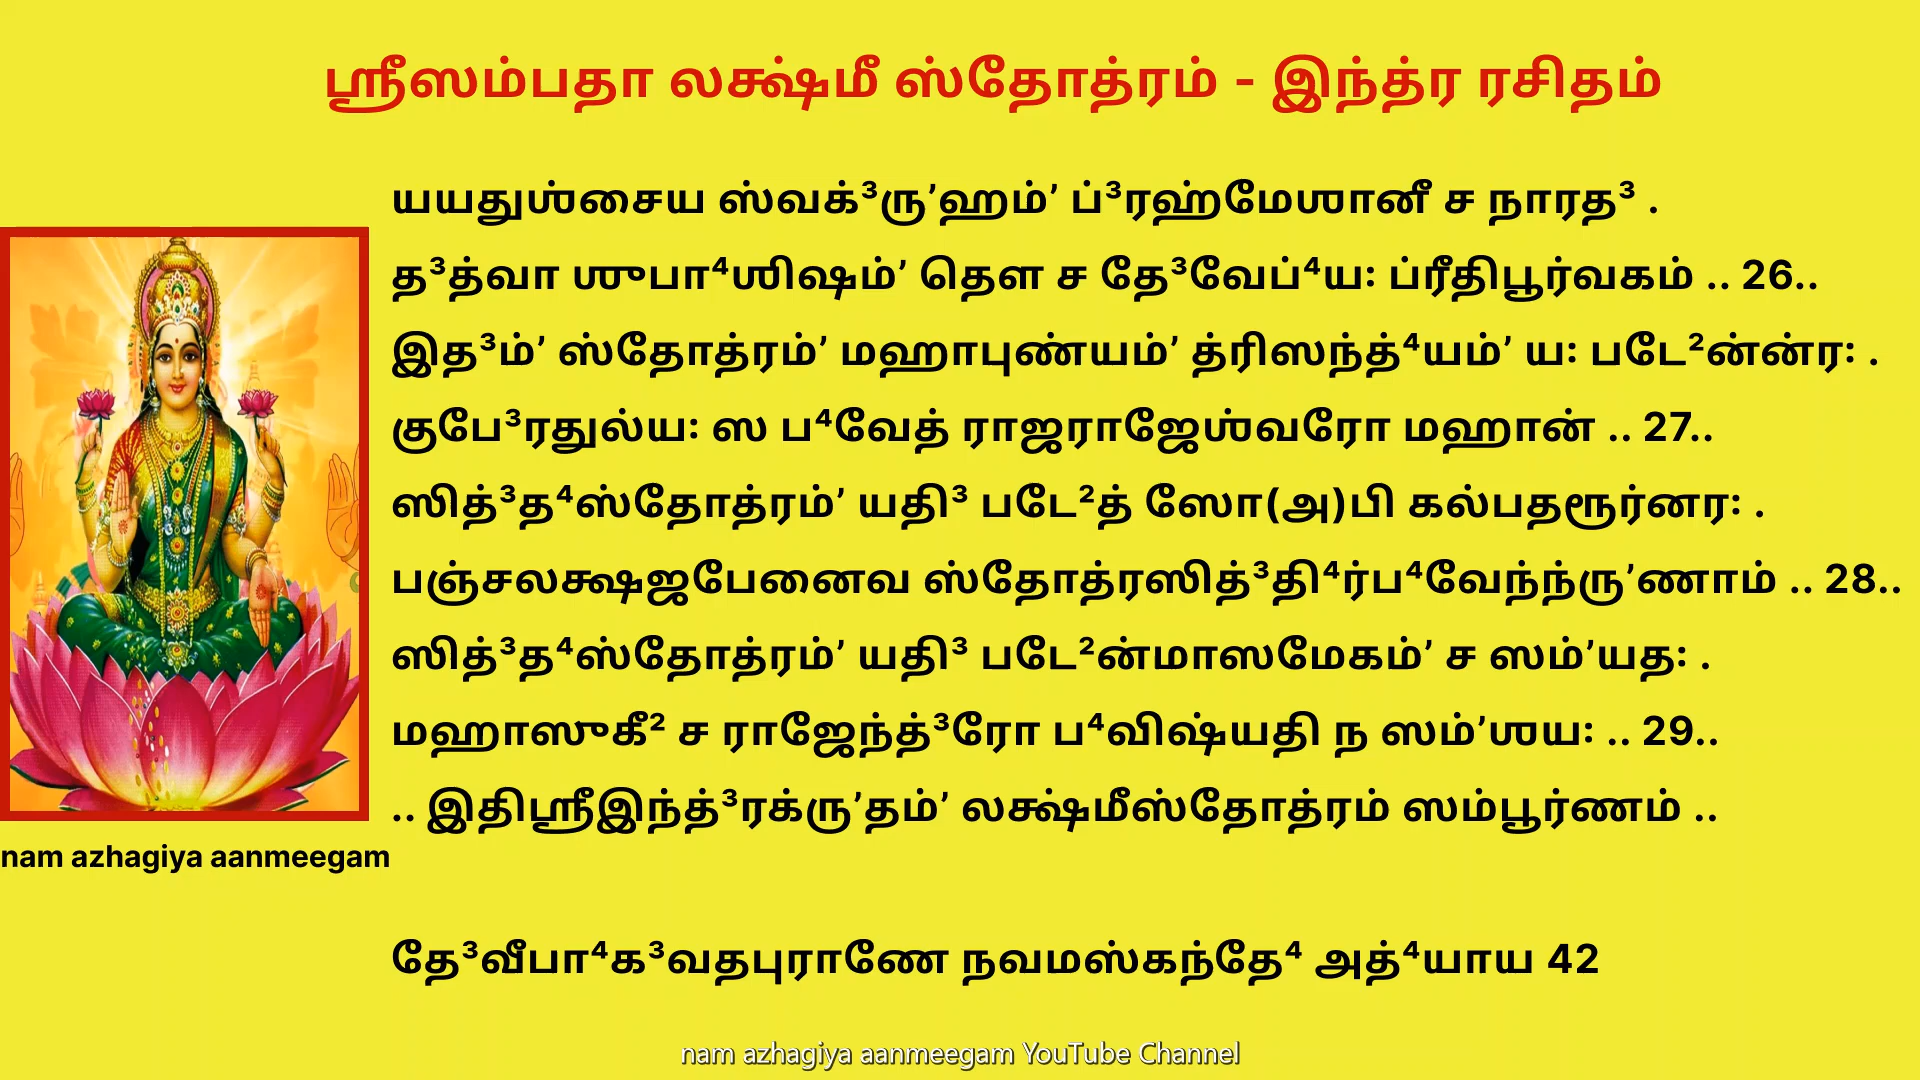 ஸ்ரீஸம்பதா லக்ஷ்மீ ஸ்தோத்ரம் - இந்த்ர ரசிதம்
யயதுஶ்சைய ஸ்வக்³ரு’ஹம்’ ப்³ரஹ்மேஶானீ ச நாரத³ .
த³த்வா ஶுபா⁴ஶிஷம்’ தௌ ச தே³வேப்⁴ய꞉ ப்ரீதிபூர்வகம் .. 26..
இத³ம்’ ஸ்தோத்ரம்’ மஹாபுண்யம்’ த்ரிஸந்த்⁴யம்’ ய꞉ படே²ன்ன்ர꞉ .
குபே³ரதுல்ய꞉ ஸ ப⁴வேத் ராஜராஜேஶ்வரோ மஹான் .. 27..
ஸித்³த⁴ஸ்தோத்ரம்’ யதி³ படே²த் ஸோ(அ)பி கல்பதரூர்னர꞉ .
பஞ்சலக்ஷஜபேனைவ ஸ்தோத்ரஸித்³தி⁴ர்ப⁴வேந்ந்ரு’ணாம் .. 28..
ஸித்³த⁴ஸ்தோத்ரம்’ யதி³ படே²ன்மாஸமேகம்’ ச ஸம்’யத꞉ .
மஹாஸுகீ² ச ராஜேந்த்³ரோ ப⁴விஷ்யதி ந ஸம்’ஶய꞉ .. 29..
.. இதிஸ்ரீஇந்த்³ரக்ரு’தம்’ லக்ஷ்மீஸ்தோத்ரம் ஸம்பூர்ணம் ..
nam azhagiya aanmeegam
தே³வீபா⁴க³வதபுராணே நவமஸ்கந்தே⁴ அத்⁴யாய 42
nam azhagiya aanmeegam YouTube Channel